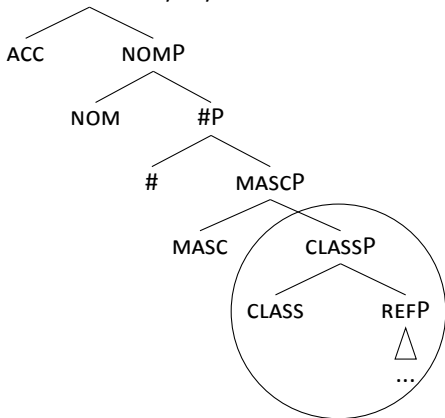 ACC NOMP
NOM #P
# MASCP
MASC CLASSP
CLASS REFP
...